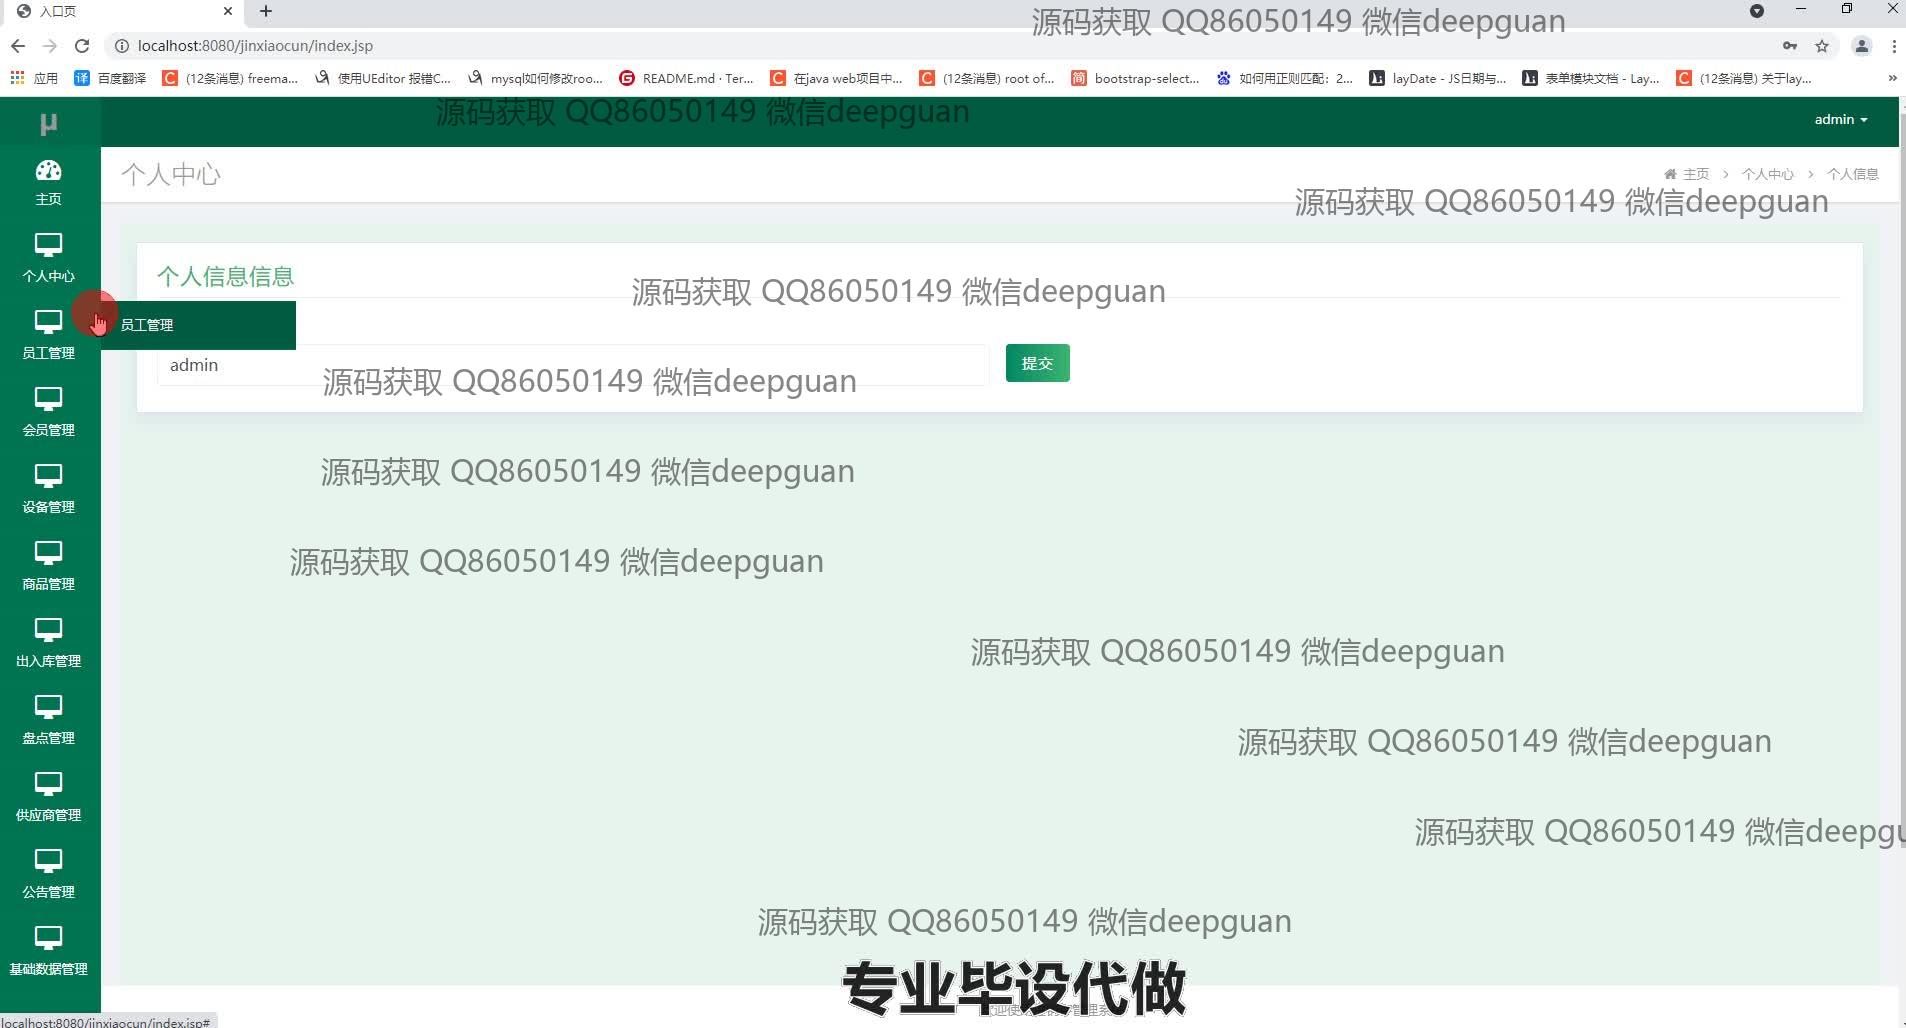 入口页
源码获取 QQ86050149 微信deepguan
localhost:8080/jinxiaocun/index.jsp
应用 百度翻译 (12条消息) freema... 使用UEditor 报错C... mysql如何修改roo... README.md · Ter... 在java web项目中... (12条消息) root of... bootstrap-select... 如何用正则匹配：2... layDate - JS日期与... 表单模块文档 - Lay... (12条消息) 关于lay...
源码获取 QQ86050149 微信deepguan
μ
admin
主页
个人中心
主页 > 个人中心 > 个人信息
源码获取 QQ86050149 微信deepguan
个人中心
个人信息信息
源码获取 QQ86050149 微信deepguan
员工管理
员工管理
admin
提交
源码获取 QQ86050149 微信deepguan
会员管理
源码获取 QQ86050149 微信deepguan
设备管理
源码获取 QQ86050149 微信deepguan
商品管理
源码获取 QQ86050149 微信deepguan
出入库管理
盘点管理
源码获取 QQ86050149 微信deepguan
供应商管理
源码获取 QQ86050149 微信deepgu
公告管理
源码获取 QQ86050149 微信deepguan
基础数据管理
专业毕设代做
localhost:8080/jinxiaocun/index.jsp#